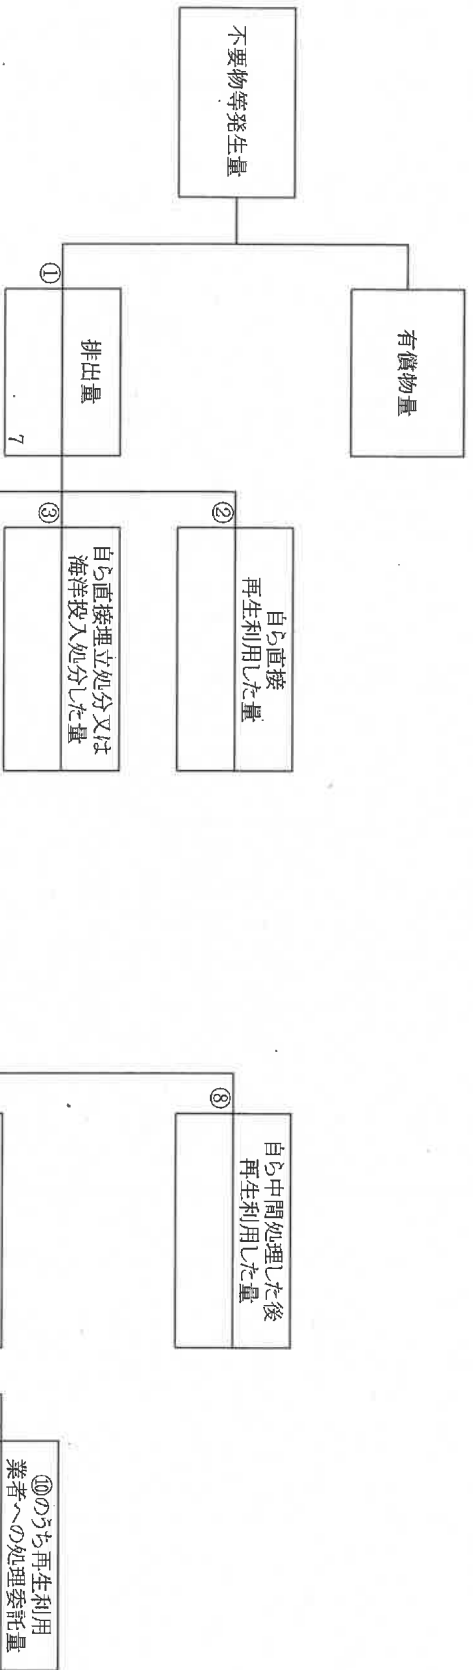 不要物等発生量
有償物量
①
排出量
7
②
自ら直接
再生利用した量
③
自ら直接埋立処分又は
海洋投入処分した量
⑧
自ら中間処理した後
再生利用した量
⑩のうち再生利用
業者への処理委託量